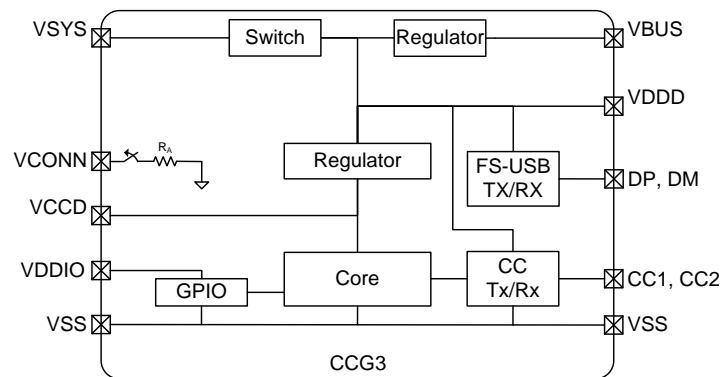 VSYS
Switch
Regulator
VBUS
VDDD
VCONN
RA
Regulator
FS-USB
TX/RX
DP, DM
VCCD
VDDIO
GPIO
Core
CC
Tx/Rx
CC1, CC2
VSS
VSS
CCG3